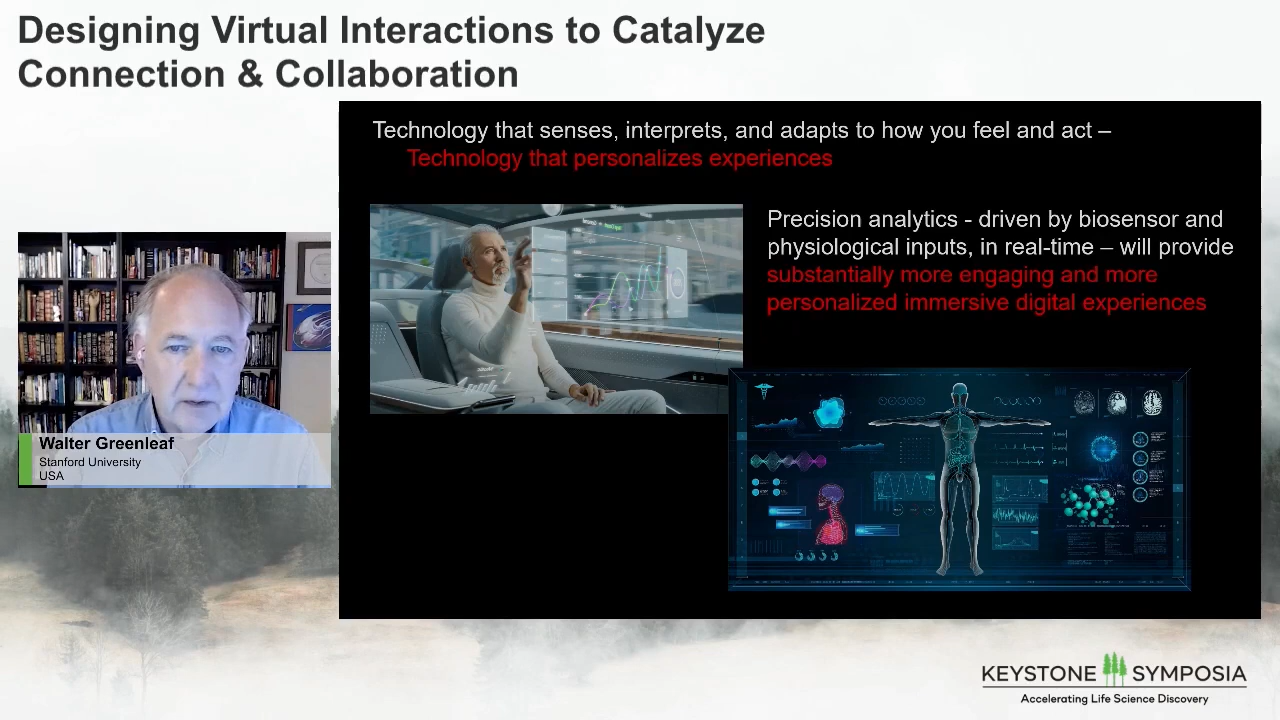 Designing Virtual Interactions to Catalyze
Connection & Collaboration
Technology that senses, interprets, and adapts to how you feel and act –
Technology that personalizes experiences
Precision analytics - driven by biosensor and
physiological inputs, in real-time – will provide
substantially more engaging and more
personalized immersive digital experiences
Walter Greenleaf
Stanford University
USA
KEYSTONE SYMPOSIA
Accelerating Life Science Discovery